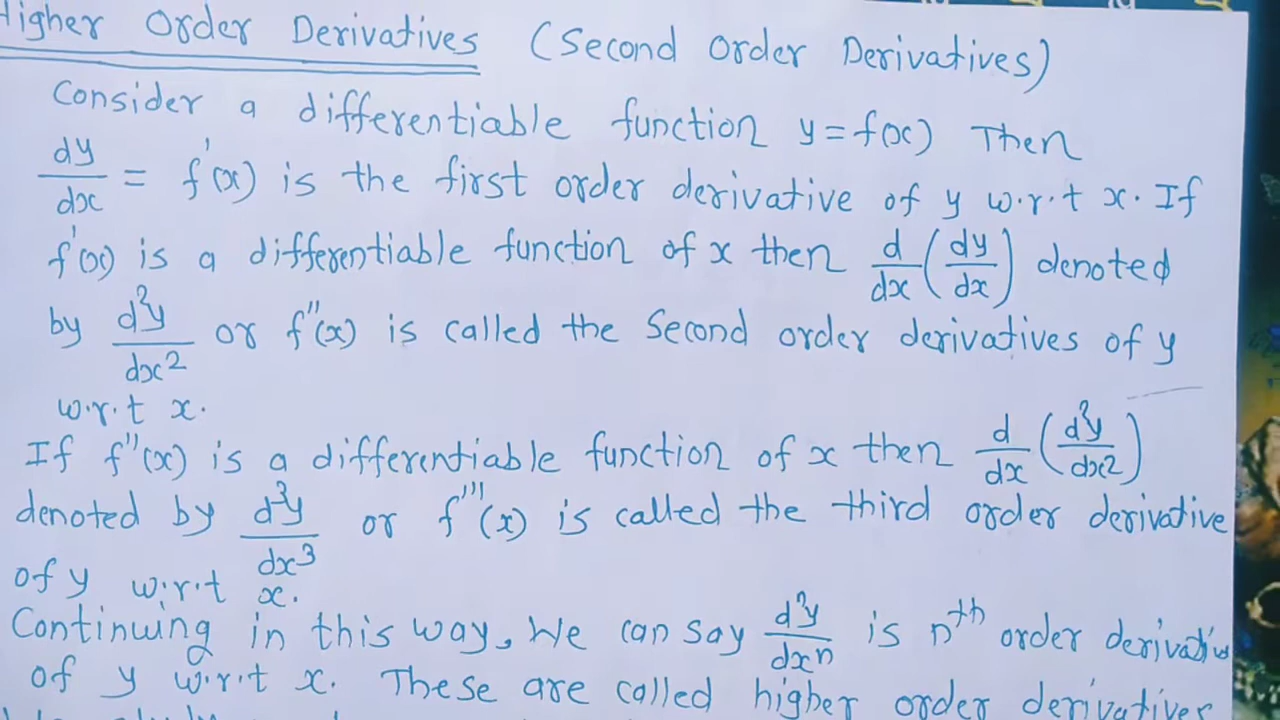 Higher Order Derivatives (Second Order Derivatives)
Consider a differentiable function y = f(x) Then
dy/dx = f'(x) is the first order derivative of y w.r.t x. If
f'(x) is a differentiable function of x then d/dx (dy/dx) denoted
by d²y/dx² or f''(x) is called the Second order derivatives of y
w.r.t x.
If f''(x) is a differentiable function of x then d/dx (d²y/dx²)
denoted by d³y/dx³ or f'''(x) is called the third order derivative
of y w.r.t x.
Continuing in this way, We can say dⁿy/dxⁿ is nᵗʰ order derivative
of y w.r.t x. These are called higher order derivatives